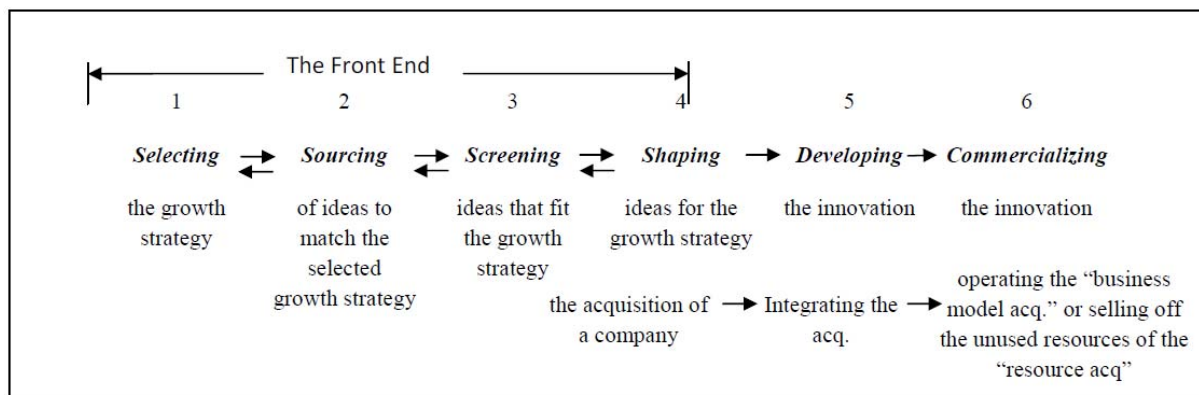 The Front End
1 2 3 4 5 6
Selecting Sourcing Screening Shaping Developing Commercializing
the growth
strategy
of ideas to
match the
selected
growth strategy
ideas that fit
the growth
strategy
ideas for the
growth strategy
the innovation
the innovation
the acquisition of
a company
Integrating the
acq.
operating the “business
model acq.” or selling off
the unused resources of the
“resource acq”